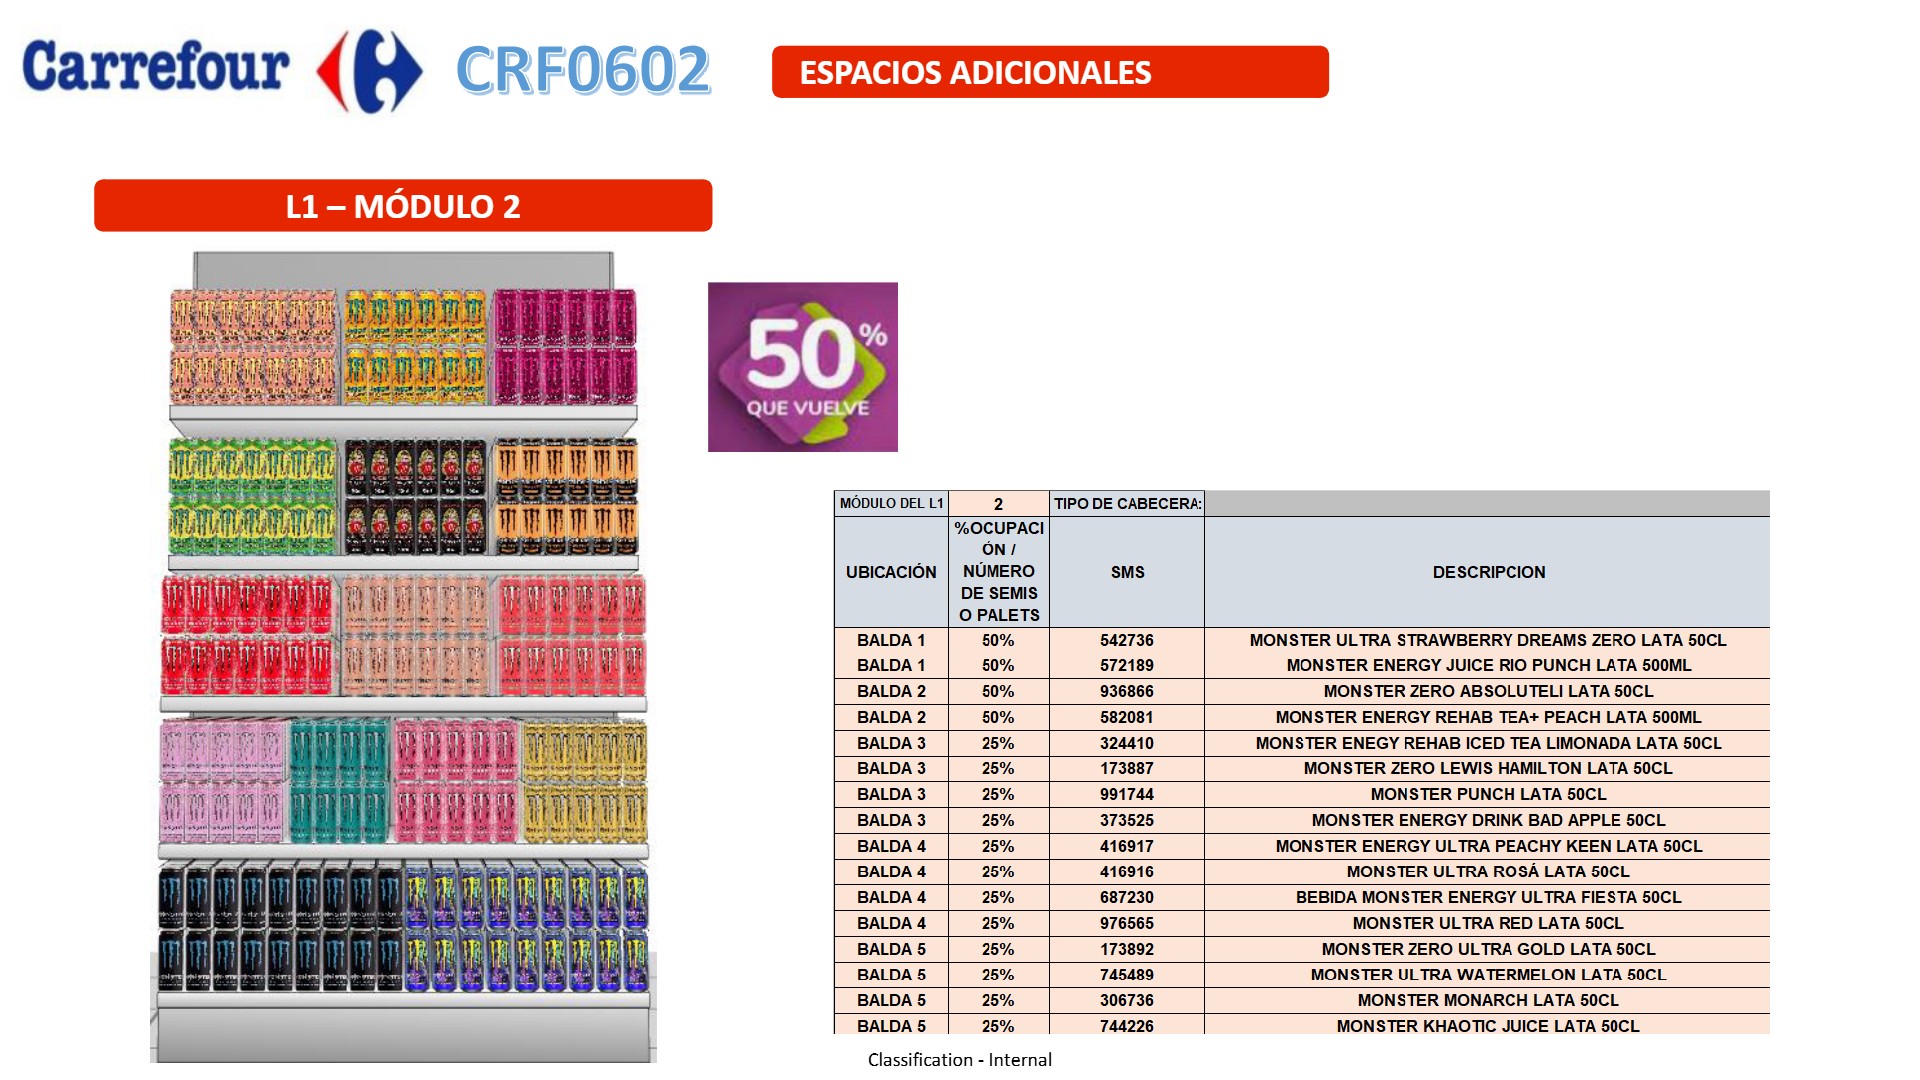 Carrefour CRF0602 ESPACIOS ADICIONALES
L1 – MÓDULO 2
50%
QUE VUELVE
MÓDULO DEL L1 2 TIPO DE CABECERA:
UBICACIÓN %OCUPACI
ÓN /
NÚMERO
DE SEMIS
O PALETS SMS DESCRIPCION
BALDA 1 50% 542736 MONSTER ULTRA STRAWBERRY DREAMS ZERO LATA 50CL
BALDA 1 50% 572189 MONSTER ENERGY JUICE RIO PUNCH LATA 500ML
BALDA 2 50% 936866 MONSTER ZERO ABSOLUTELI LATA 50CL
BALDA 2 50% 582081 MONSTER ENERGY REHAB TEA+ PEACH LATA 500ML
BALDA 3 25% 324410 MONSTER ENEGY REHAB ICED TEA LIMONADA LATA 50CL
BALDA 3 25% 173887 MONSTER ZERO LEWIS HAMILTON LATA 50CL
BALDA 3 25% 991744 MONSTER PUNCH LATA 50CL
BALDA 3 25% 373525 MONSTER ENERGY DRINK BAD APPLE 50CL
BALDA 4 25% 416917 MONSTER ENERGY ULTRA PEACHY KEEN LATA 50CL
BALDA 4 25% 416916 MONSTER ULTRA ROSÁ LATA 50CL
BALDA 4 25% 687230 BEBIDA MONSTER ENERGY ULTRA FIESTA 50CL
BALDA 4 25% 976565 MONSTER ULTRA RED LATA 50CL
BALDA 5 25% 173892 MONSTER ZERO ULTRA GOLD LATA 50CL
BALDA 5 25% 745489 MONSTER ULTRA WATERMELON LATA 50CL
BALDA 5 25% 306736 MONSTER MONARCH LATA 50CL
BALDA 5 25% 744226 MONSTER KHAOTIC JUICE LATA 50CL
Classification - Internal